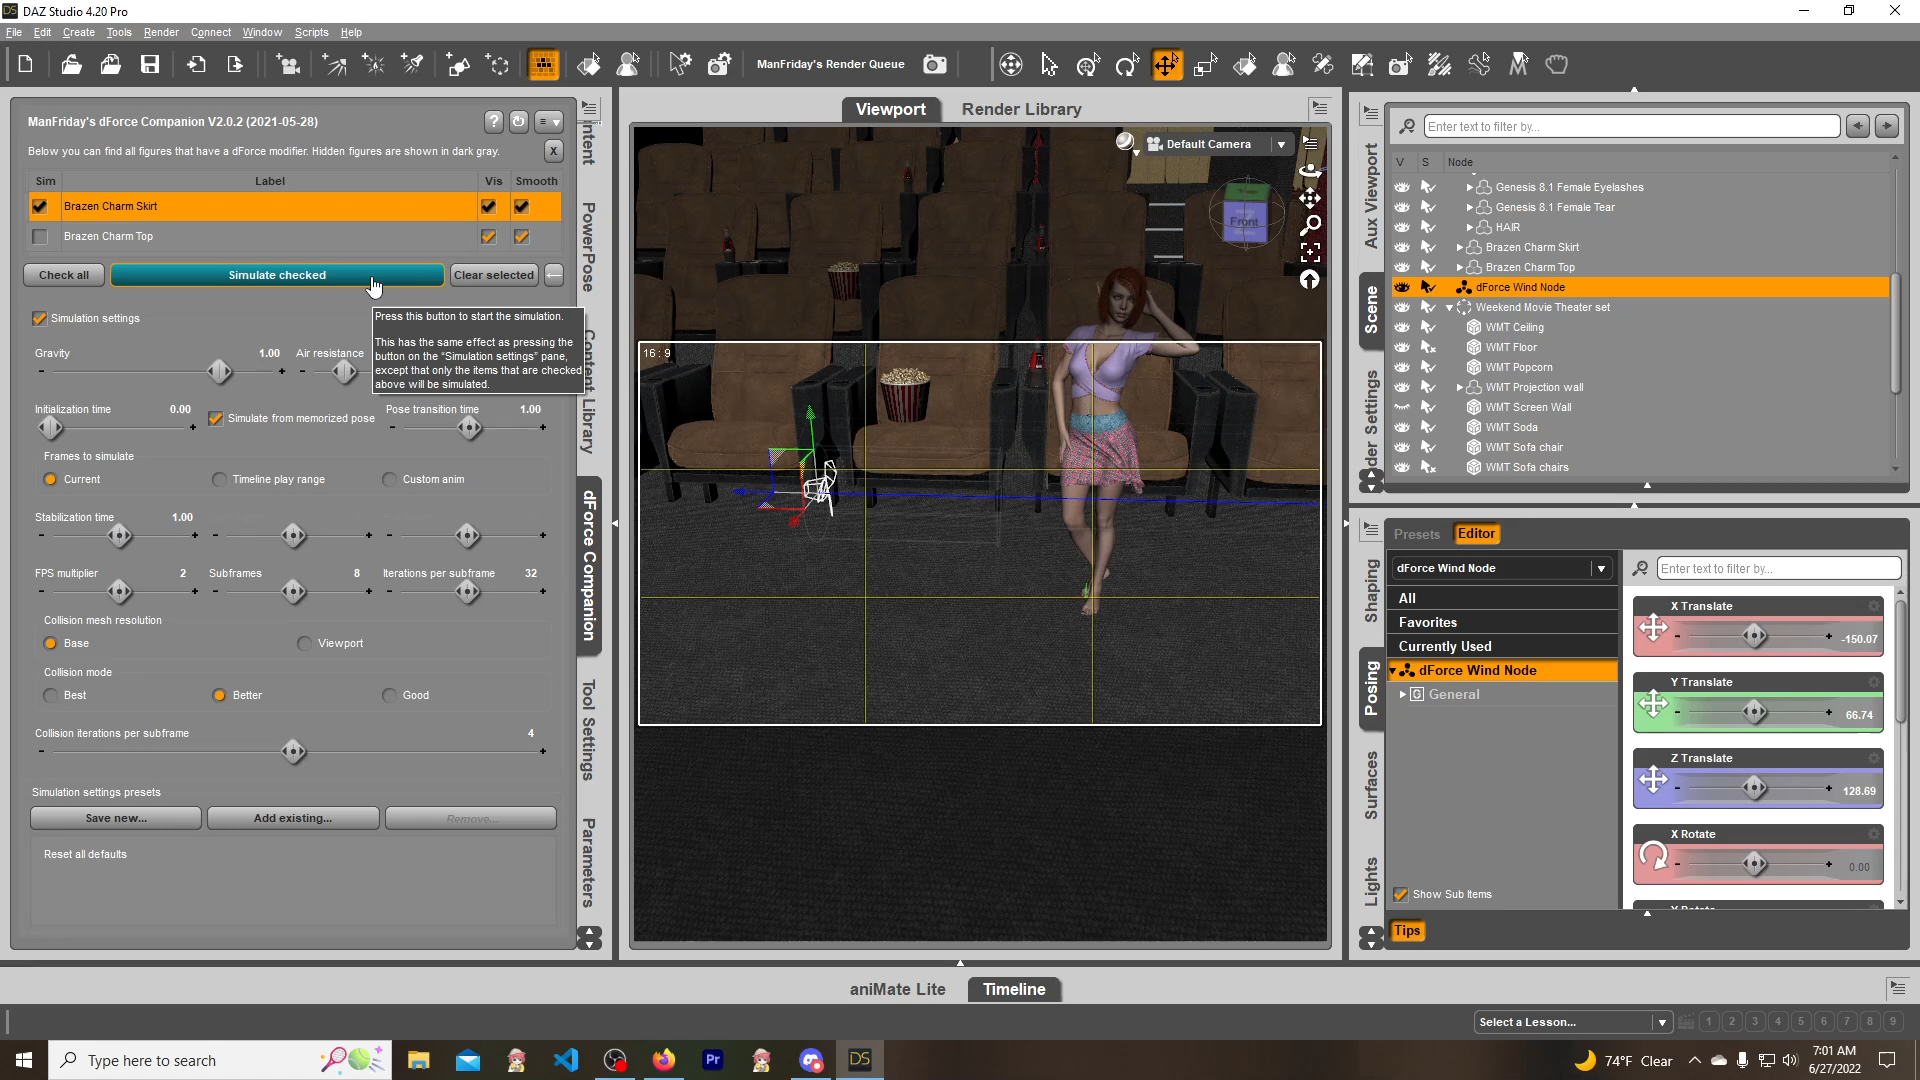 DAZ Studio 4.20 Pro
File Edit Create Tools Render Connect Window Scripts Help
ManFriday's Render Queue
ManFriday's dForce Companion V2.0.2 (2021-05-28)
Below you can find all figures that have a dForce modifier. Hidden figures are shown in dark gray.
X
Sim Label Vis Smooth
Brazen Charm Skirt
Brazen Charm Top
Check all Simulate checked Clear selected
Simulation settings
Press this button to start the simulation.
This has the same effect as pressing the
button on the "Simulation settings" pane,
except that only the items that are checked
above will be simulated.
Gravity 1.00 Air resistance
Initialization time 0.00 Simulate from memorized pose Pose transition time 1.00
Frames to simulate
Current Timeline play range Custom anim
Stabilization time 1.00
FPS multiplier 2 Subframes 8 Iterations per subframe 32
Collision mesh resolution
Base Viewport
Collision mode
Best Better Good
Collision iterations per subframe 4
Simulation settings presets
Save new... Add existing... Remove...
Reset all defaults
PowerPose
Content Library
dForce Companion
Tool Settings
Parameters
Viewport Render Library
Default Camera
Front
16 : 9
Aux Viewport
Scene
Enter text to filter by...
V S Node
Genesis 8.1 Female Eyelashes
Genesis 8.1 Female Tear
HAIR
Brazen Charm Skirt
Brazen Charm Top
dForce Wind Node
Weekend Movie Theater set
WMT Ceiling
WMT Floor
WMT Popcorn
WMT Projection wall
WMT Screen Wall
WMT Soda
WMT Sofa chair
WMT Sofa chairs
Shaping
Posing
Surfaces
Lights
Presets Editor
dForce Wind Node
Enter text to filter by...
All
Favorites
Currently Used
dForce Wind Node
General
X Translate
-150.07
Y Translate
66.74
Z Translate
128.69
X Rotate
0.00
Show Sub Items
Tips
aniMate Lite Timeline
Select a Lesson... 1 2 3 4 5 6 7 8 9
Type here to search
74°F Clear
7:01 AM
6/27/2022